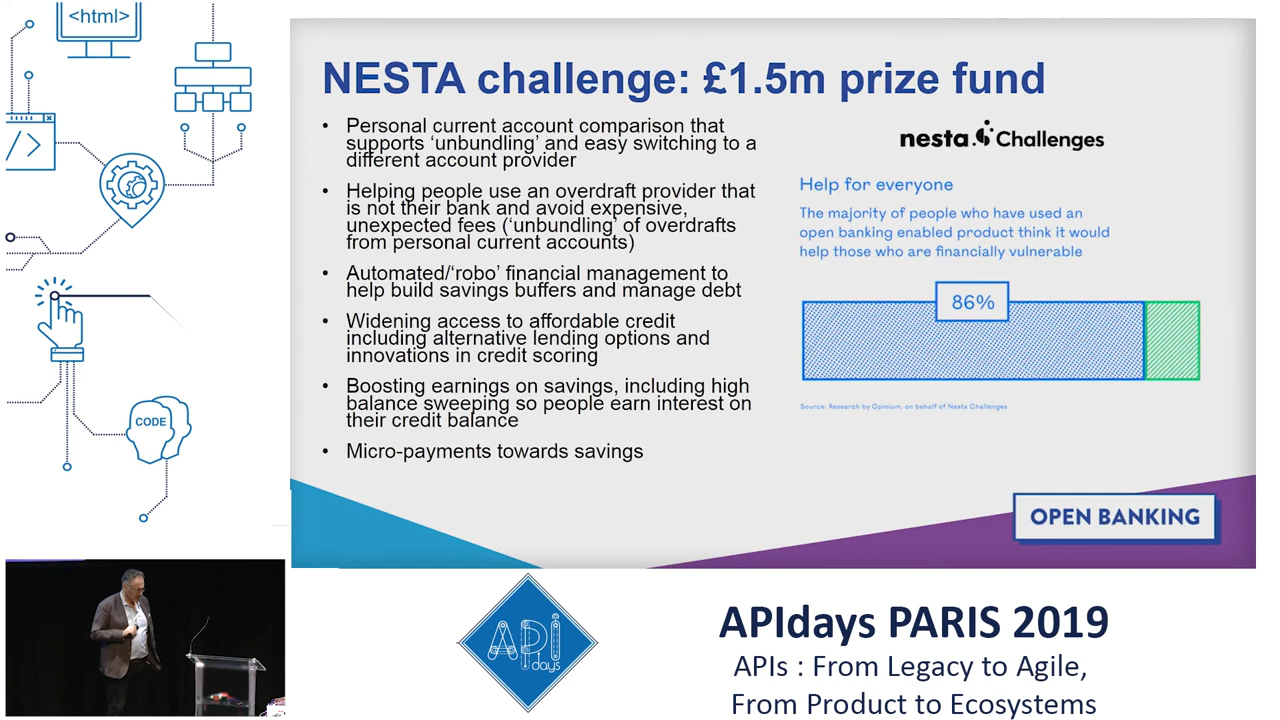 <html>
</>
CODE
NESTA challenge: £1.5m prize fund
• Personal current account comparison that
supports ‘unbundling’ and easy switching to a
different account provider
• Helping people use an overdraft provider that
is not their bank and avoid expensive,
unexpected fees (‘unbundling’ of overdrafts
from personal current accounts)
• Automated/‘robo’ financial management to
help build savings buffers and manage debt
• Widening access to affordable credit
including alternative lending options and
innovations in credit scoring
• Boosting earnings on savings, including high
balance sweeping so people earn interest on
their credit balance
• Micro-payments towards savings
nesta Challenges
Help for everyone
The majority of people who have used an
open banking enabled product think it would
help those who are financially vulnerable
86%
Source: Research by Opinium, on behalf of Nesta Challenges
OPEN BANKING
API
days
APIdays PARIS 2019
APIs : From Legacy to Agile,
From Product to Ecosystems